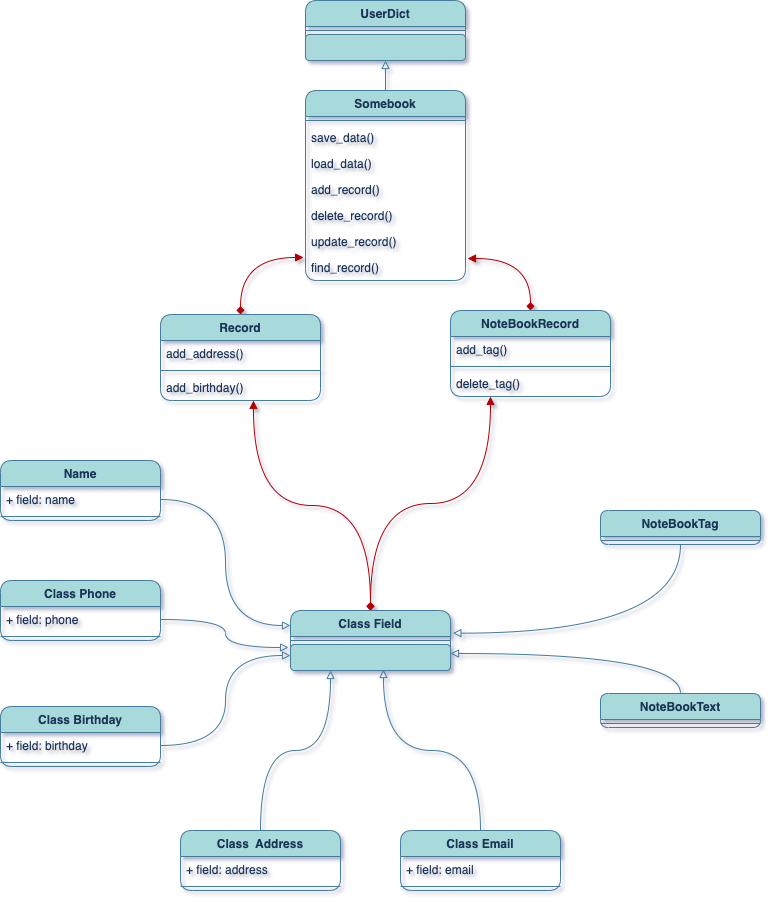 UserDict
Somebook
save_data()
load_data()
add_record()
delete_record()
update_record()
find_record()
Record
add_address()
add_birthday()
NoteBookRecord
add_tag()
delete_tag()
Name
+ field: name
NoteBookTag
Class Phone
+ field: phone
Class Field
Class Birthday
+ field: birthday
NoteBookText
Class  Address
+ field: address
Class Email
+ field: email